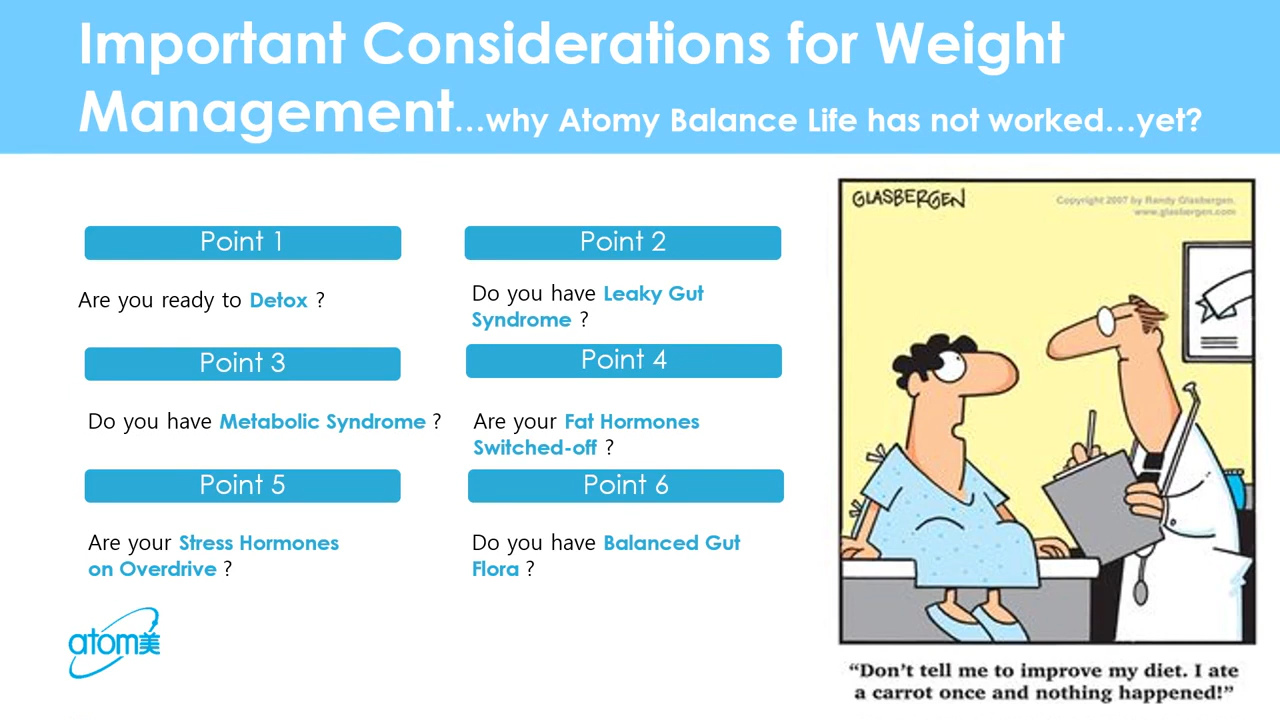 Important Considerations for Weight
Management...why Atomy Balance Life has not worked...yet?
Point 1
Are you ready to Detox ?
Point 2
Do you have Leaky Gut
Syndrome ?
Point 3
Do you have Metabolic Syndrome ?
Point 4
Are your Fat Hormones
Switched-off ?
Point 5
Are your Stress Hormones
on Overdrive ?
Point 6
Do you have Balanced Gut
Flora ?
atom美
GLASBERGEN
Copyright 2007 by Randy Glasbergen.
www.glasbergen.com
“Don’t tell me to improve my diet. I ate
a carrot once and nothing happened!”